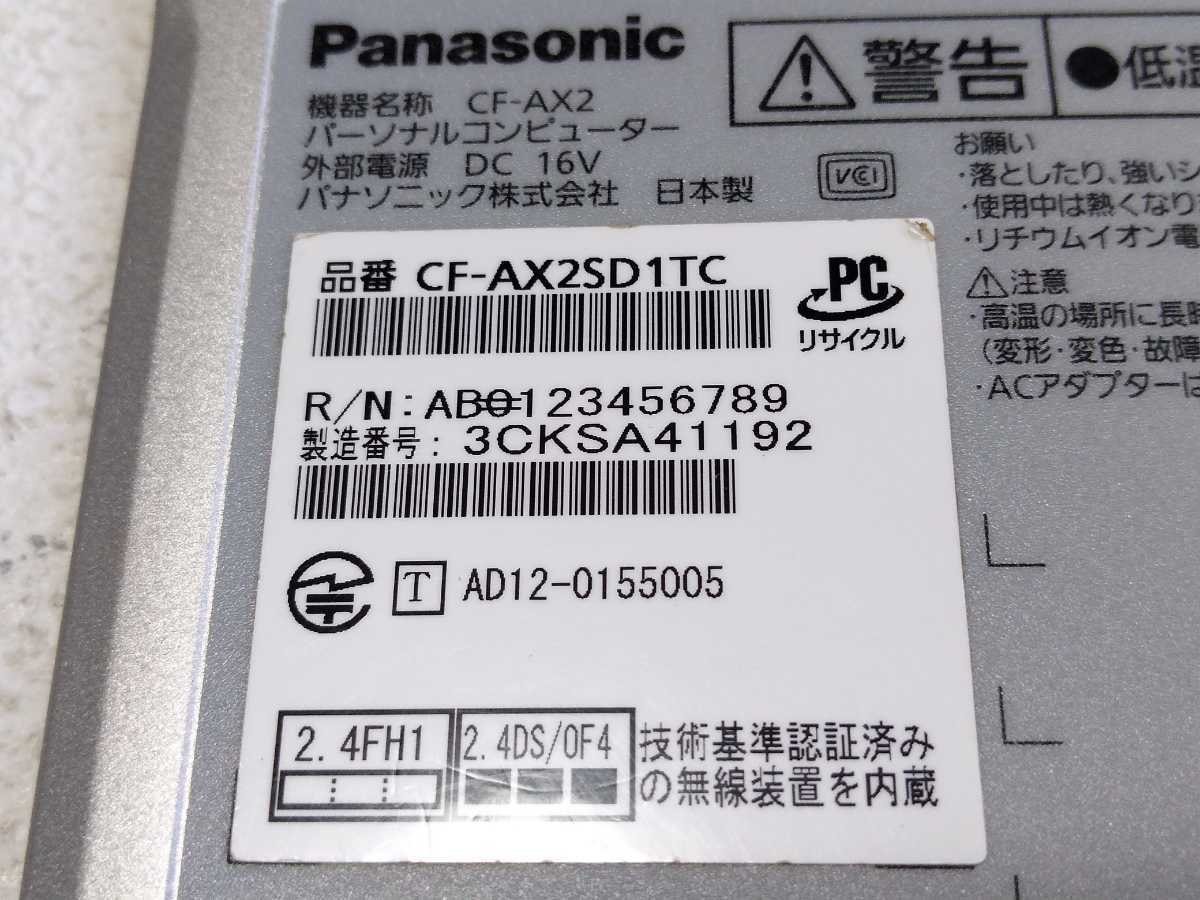 Panasonic
機器名称 CF-AX2
パーソナルコンピューター
外部電源 DC 16V
パナソニック株式会社 日本製
VCI
警告 ●低温
お願い
・落としたり、強いシ
・使用中は熱くなり
・リチウムイオン電
注意
・高温の場所に長時
(変形・変色・故障
・ACアダプターは
品番 CF-AX2SD1TC
PC
リサイクル
R/N: AB0123456789
製造番号: 3CKSA41192
T AD12-0155005
2.4FH1
2.4DS/OF4
技術基準認証済み
の無線装置を内蔵